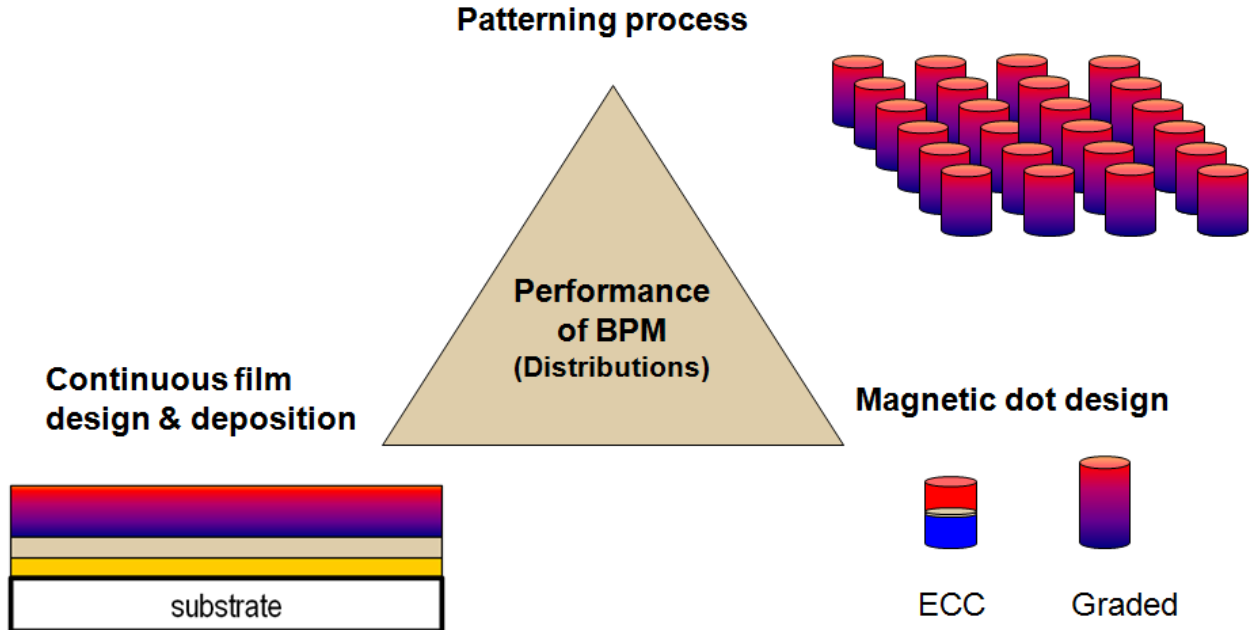 Patterning process
Performance
of BPM
(Distributions)
Continuous film
design & deposition
Magnetic dot design
substrate
ECC
Graded